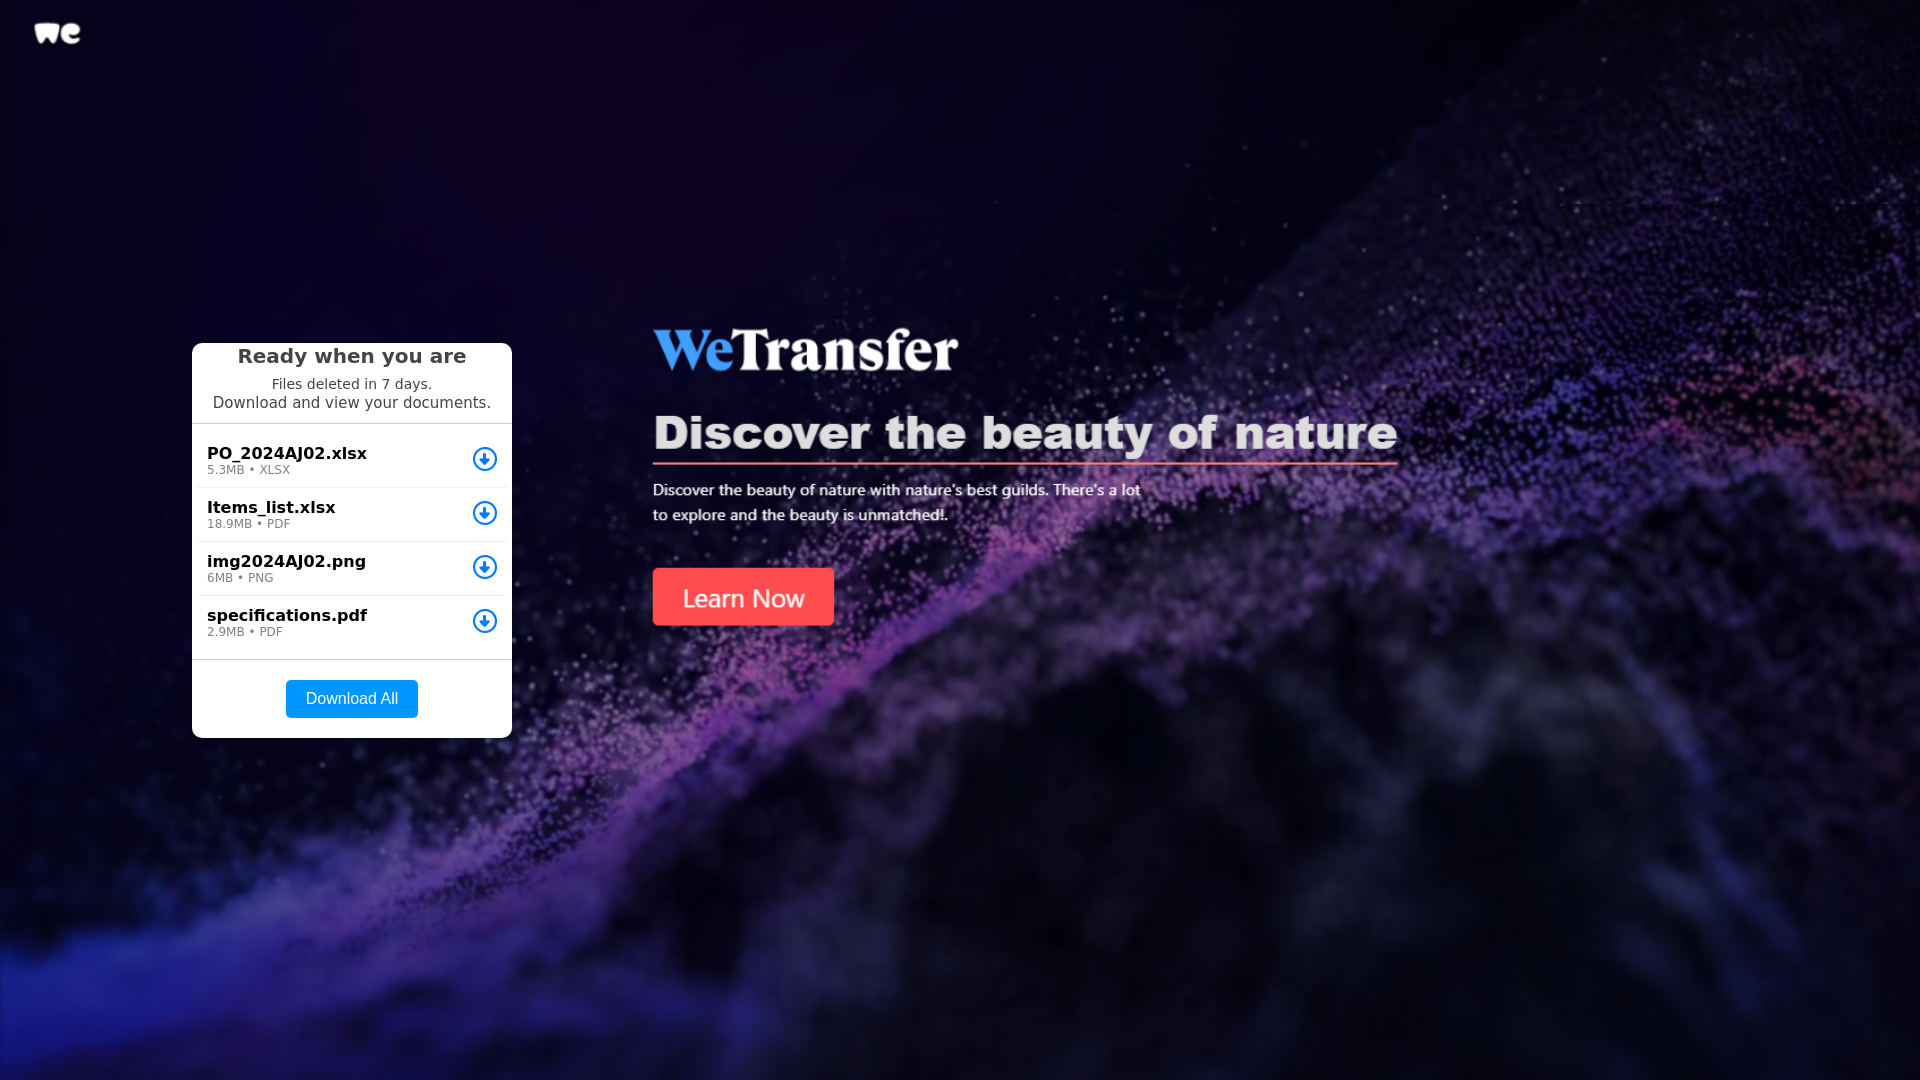 we
Ready when you are
Files deleted in 7 days.
Download and view your documents.
PO_2024AJ02.xlsx
5.3MB • XLSX
Items_list.xlsx
18.9MB • PDF
img2024AJ02.png
6MB • PNG
specifications.pdf
2.9MB • PDF
Download All
WeTransfer
Discover the beauty of nature
Discover the beauty of nature with nature's best guilds. There's a lot
to explore and the beauty is unmatched!.
Learn Now